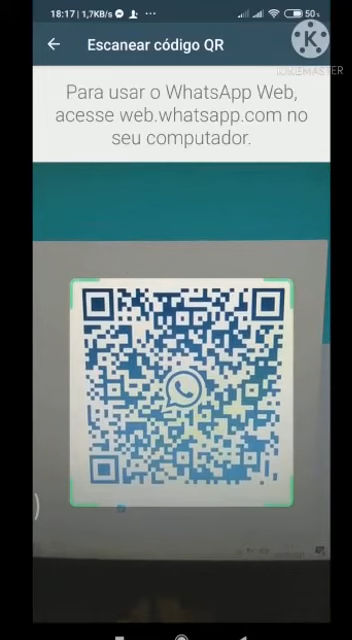 18:17 | 1,7KB/s ...
50%
Escanear código QR
K
KINEMASTER
Para usar o WhatsApp Web,
acesse web.whatsapp.com no
seu computador.